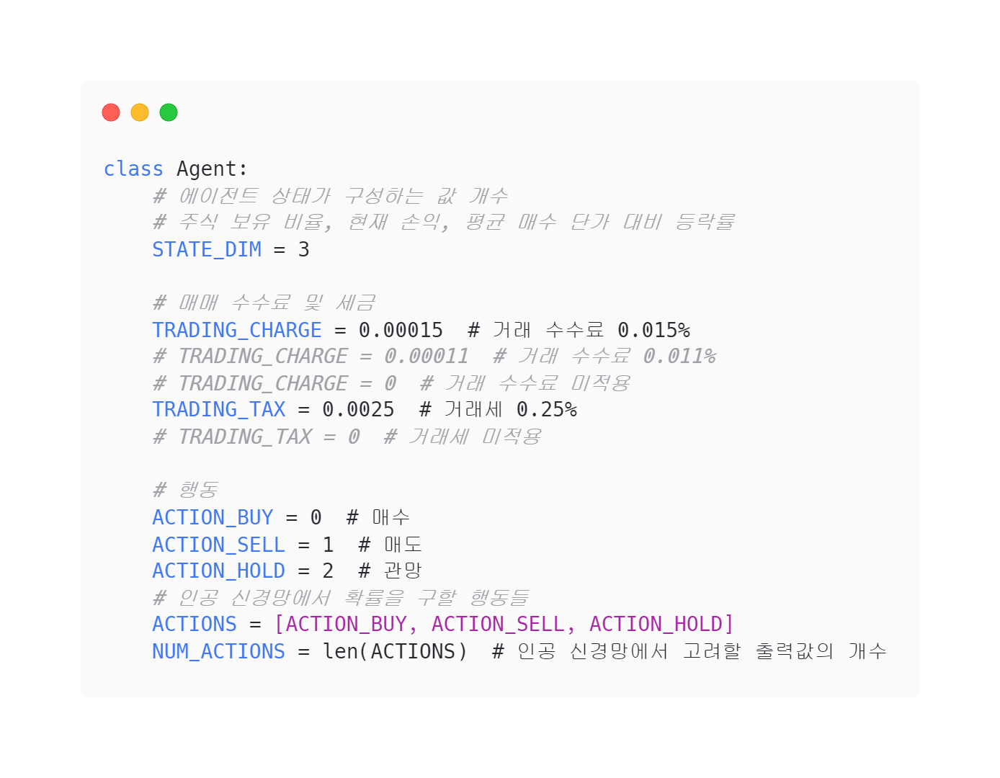 class Agent:
    # 에이전트 상태가 구성하는 값 개수
    # 주식 보유 비율, 현재 손익, 평균 매수 단가 대비 등락률
    STATE_DIM = 3
    # 매매 수수료 및 세금
    TRADING_CHARGE = 0.00015  # 거래 수수료 0.015%
    # TRADING_CHARGE = 0.00011  # 거래 수수료 0.011%
    # TRADING_CHARGE = 0  # 거래 수수료 미적용
    TRADING_TAX = 0.0025  # 거래세 0.25%
    # TRADING_TAX = 0  # 거래세 미적용
    # 행동
    ACTION_BUY = 0  # 매수
    ACTION_SELL = 1  # 매도
    ACTION_HOLD = 2  # 관망
    # 인공 신경망에서 확률을 구할 행동들
    ACTIONS = [ACTION_BUY, ACTION_SELL, ACTION_HOLD]
    NUM_ACTIONS = len(ACTIONS)  # 인공 신경망에서 고려할 출력값의 개수